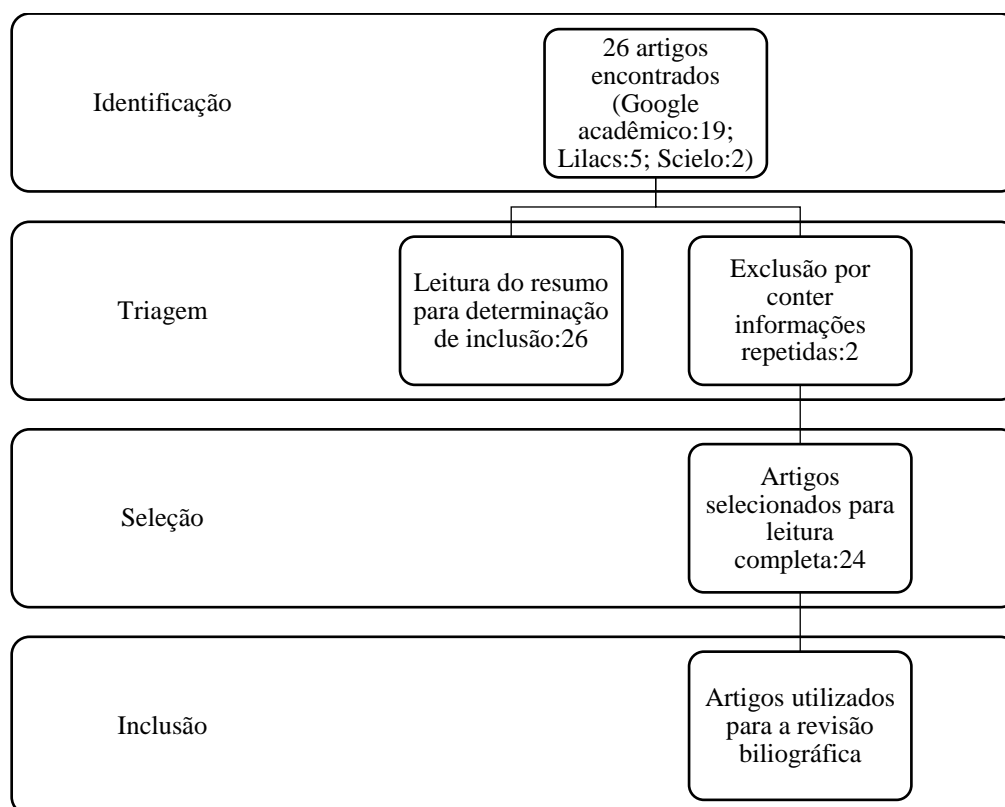 Identificação
26 artigos
encontrados
(Google
acadêmico:19;
Lilacs:5; Scielo:2)
Triagem
Leitura do resumo
para determinação
de inclusão:26
Exclusão por
conter
informações
repetidas:2
Seleção
Artigos
selecionados para
leitura
completa:24
Inclusão
Artigos utilizados
para a revisão
biliográfica